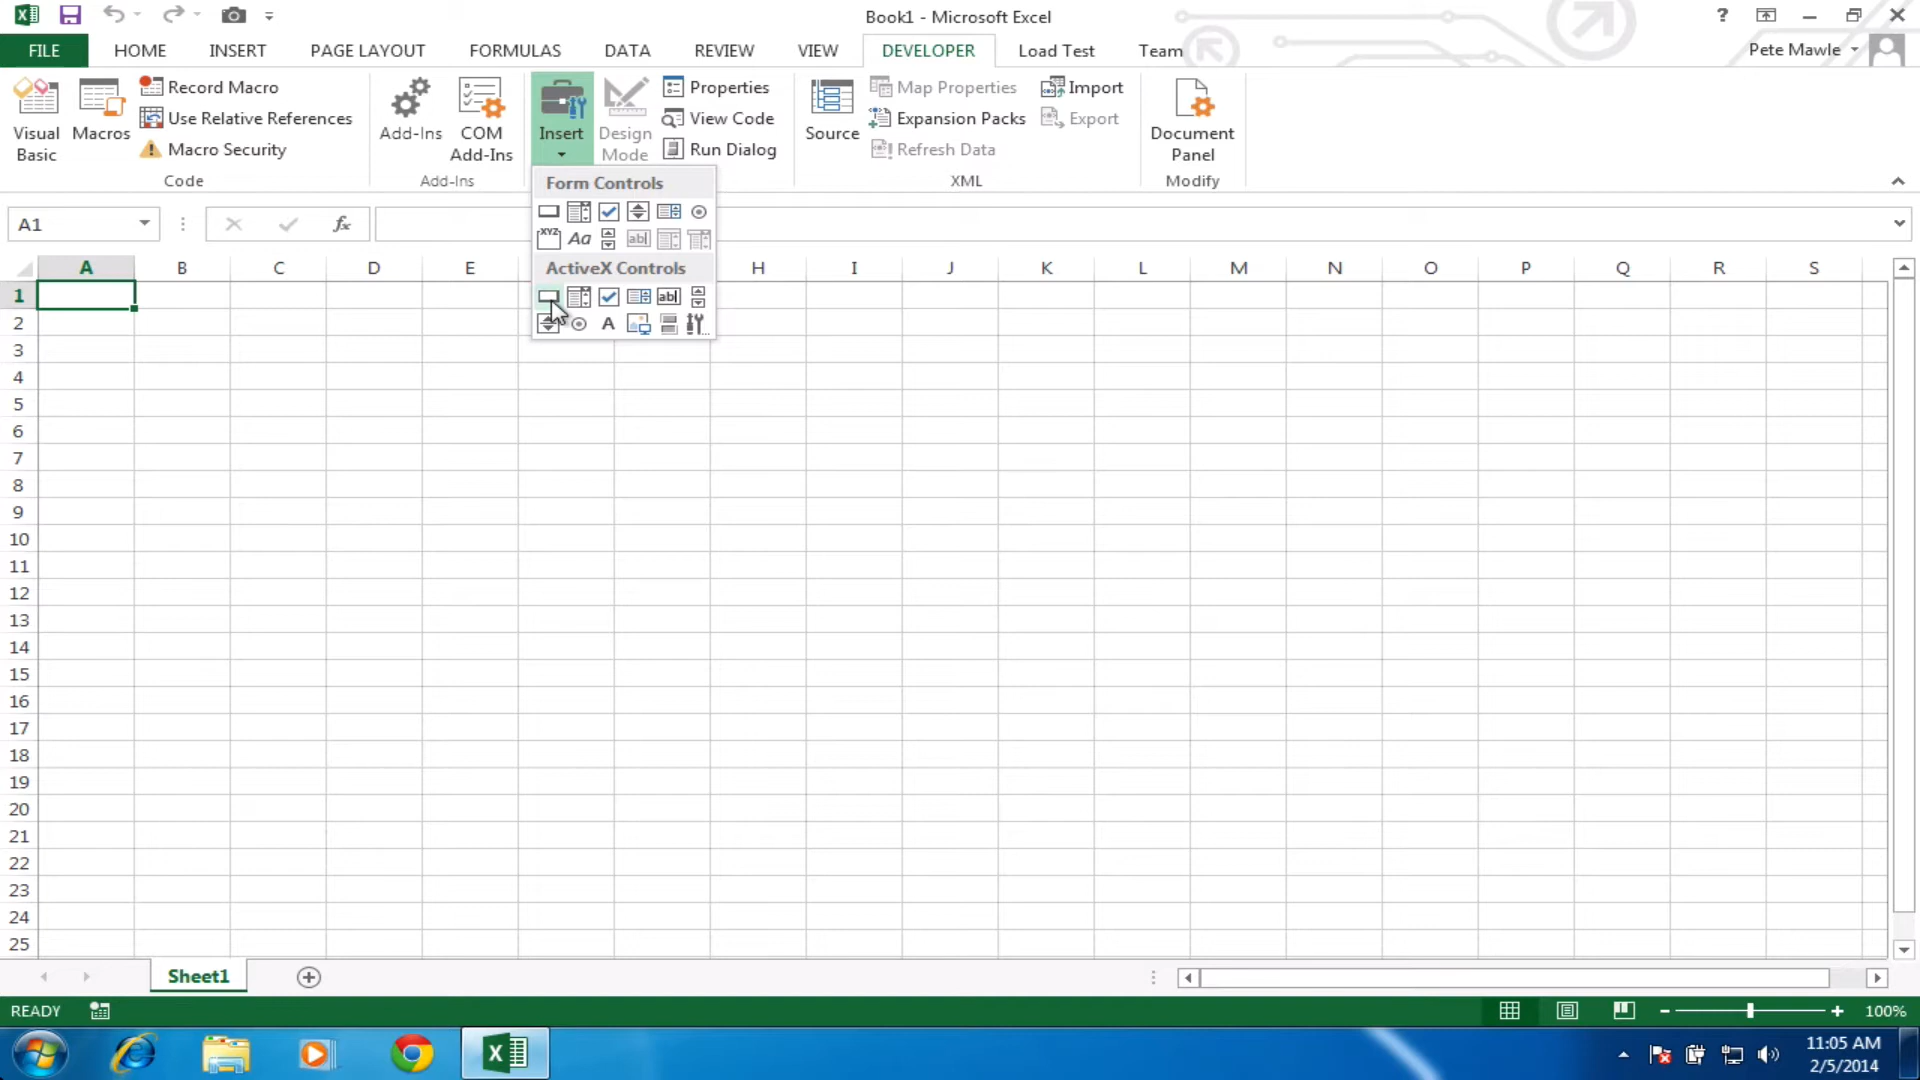 Book1 - Microsoft Excel
?
FILE HOME INSERT PAGE LAYOUT FORMULAS DATA REVIEW VIEW DEVELOPER Load Test Team
Pete Mawle
Visual Basic
Macros
Record Macro
Use Relative References
Macro Security
Code
Add-Ins
COM Add-Ins
Add-Ins
Insert
Design Mode
Properties
View Code
Run Dialog
Source
Map Properties
Expansion Packs
Refresh Data
Import
Export
XML
Document Panel
Modify
Form Controls
XYZ Aa ab|
ActiveX Controls
ab|
A
A1
fx
A B C D E H I J K L M N O P Q R S
1
2
3
4
5
6
7
8
9
10
11
12
13
14
15
16
17
18
19
20
21
22
23
24
25
Sheet1
READY
100%
11:05 AM
2/5/2014